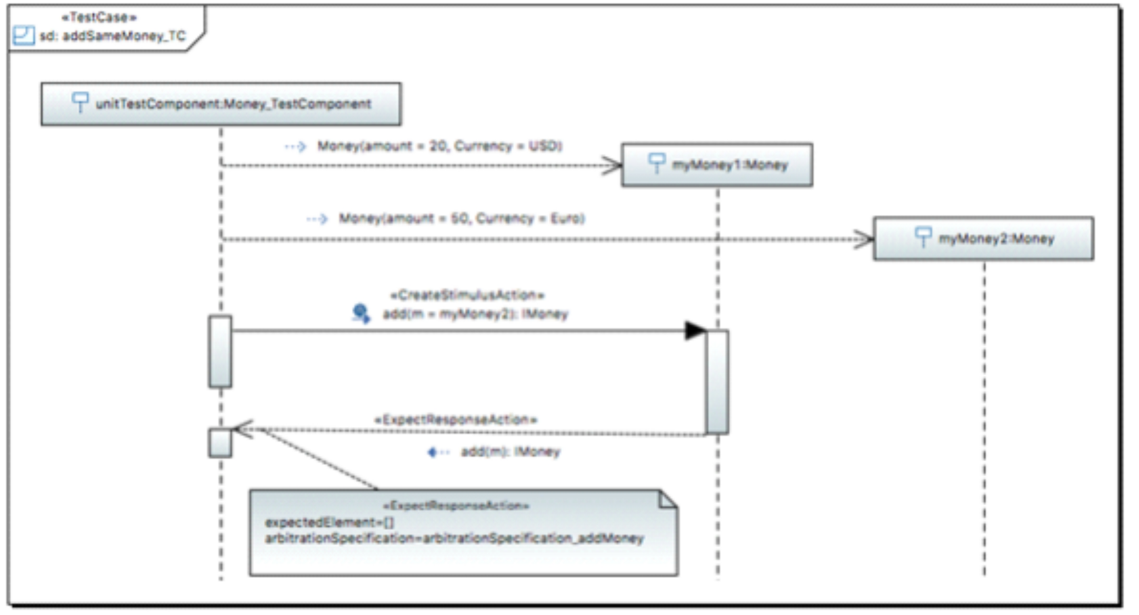 «TestCase»
sd: addSameMoney_TC
unitTestComponent:Money_TestComponent
Money(amount = 20, Currency = USD)
myMoney1:Money
Money(amount = 50, Currency = Euro)
myMoney2:Money
«CreateStimulusAction»
add(m = myMoney2): IMoney
«ExpectResponseAction»
add(m): IMoney
«ExpectResponseAction»
expectedElement=[]
arbitrationSpecification=arbitrationSpecification_addMoney